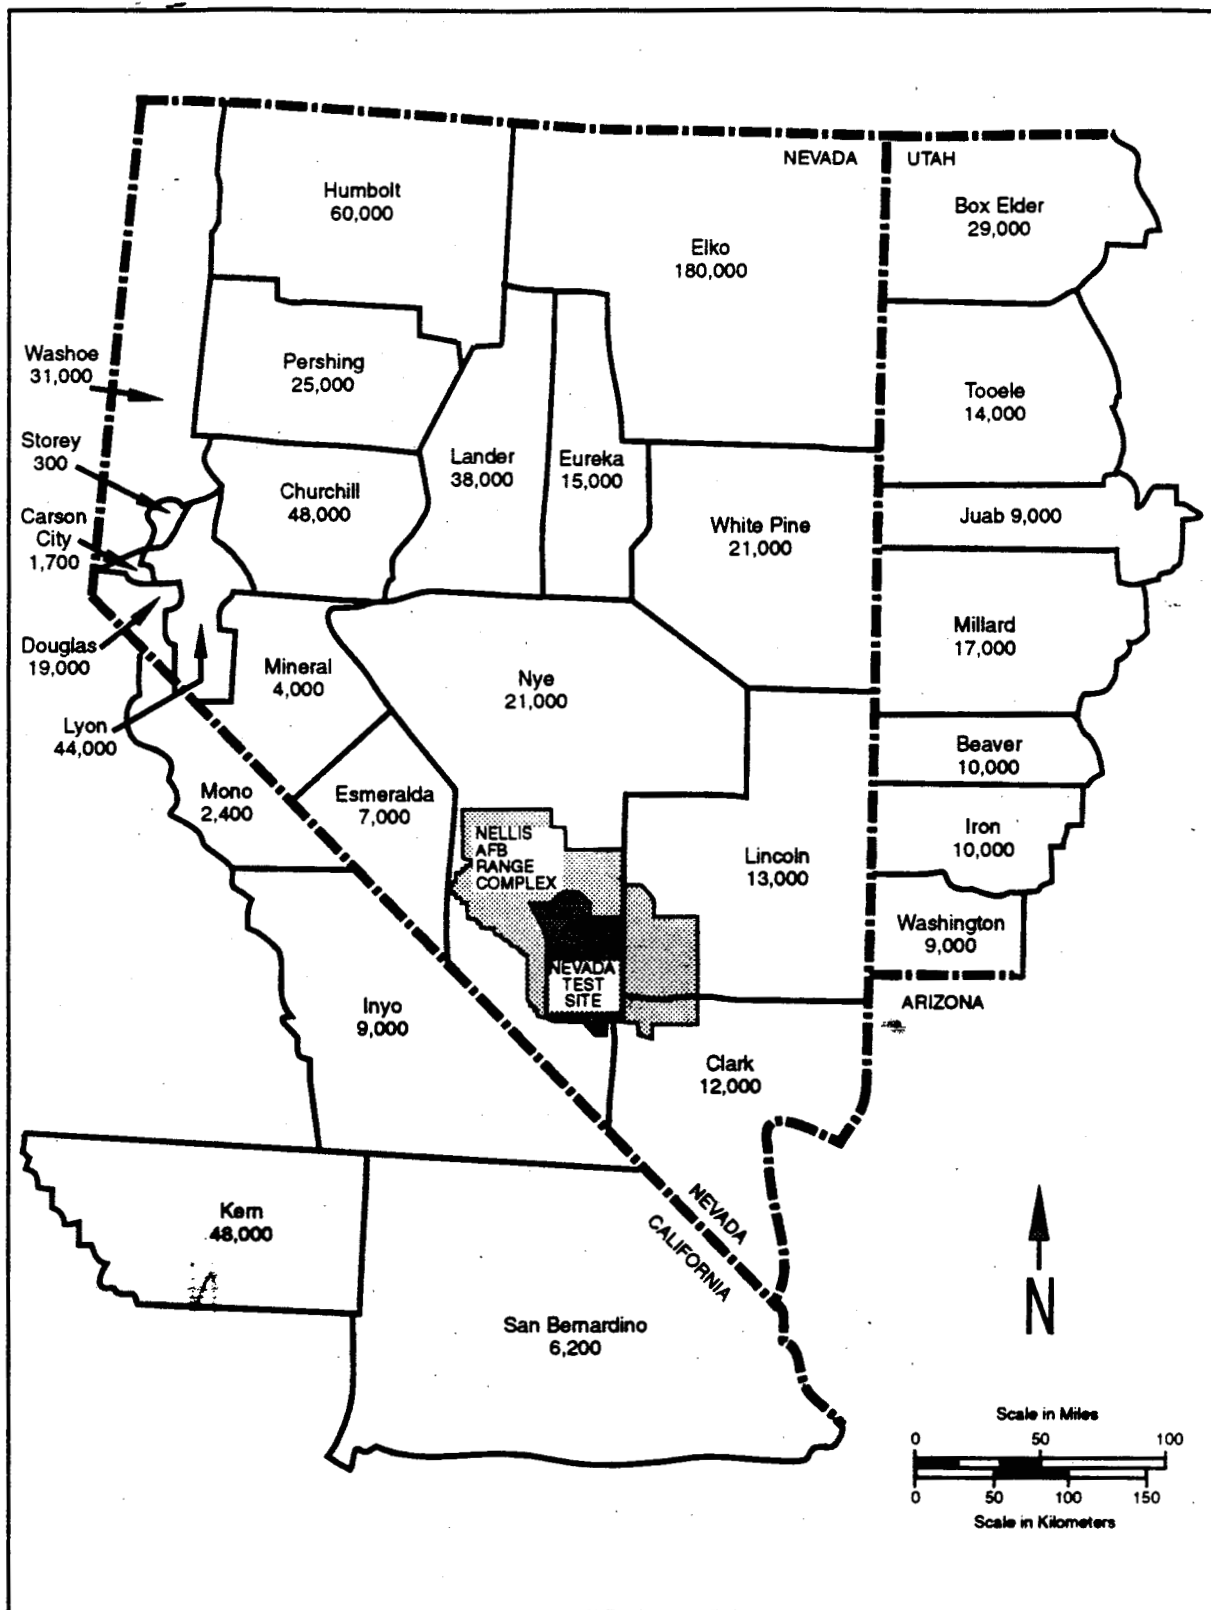 NEVADA
UTAH
Humbolt
60,000
Elko
180,000
Box Elder
29,000
Washoe
31,000
Pershing
25,000
Tooele
14,000
Storey
300
Lander
38,000
Eureka
15,000
Churchill
48,000
Carson
City
1,700
White Pine
21,000
Juab 9,000
Douglas
19,000
Mineral
4,000
Nye
21,000
Millard
17,000
Lyon
44,000
Mono
2,400
Esmeralda
7,000
Beaver
10,000
NELLIS
AFB
RANGE
COMPLEX
Lincoln
13,000
Iron
10,000
Washington
9,000
NEVADA
TEST
SITE
Inyo
9,000
ARIZONA
Clark
12,000
Kern
48,000
NEVADA
CALIFORNIA
N
San Bernardino
6,200
Scale in Miles
0 50 100
0 50 100 150
Scale in Kilometers